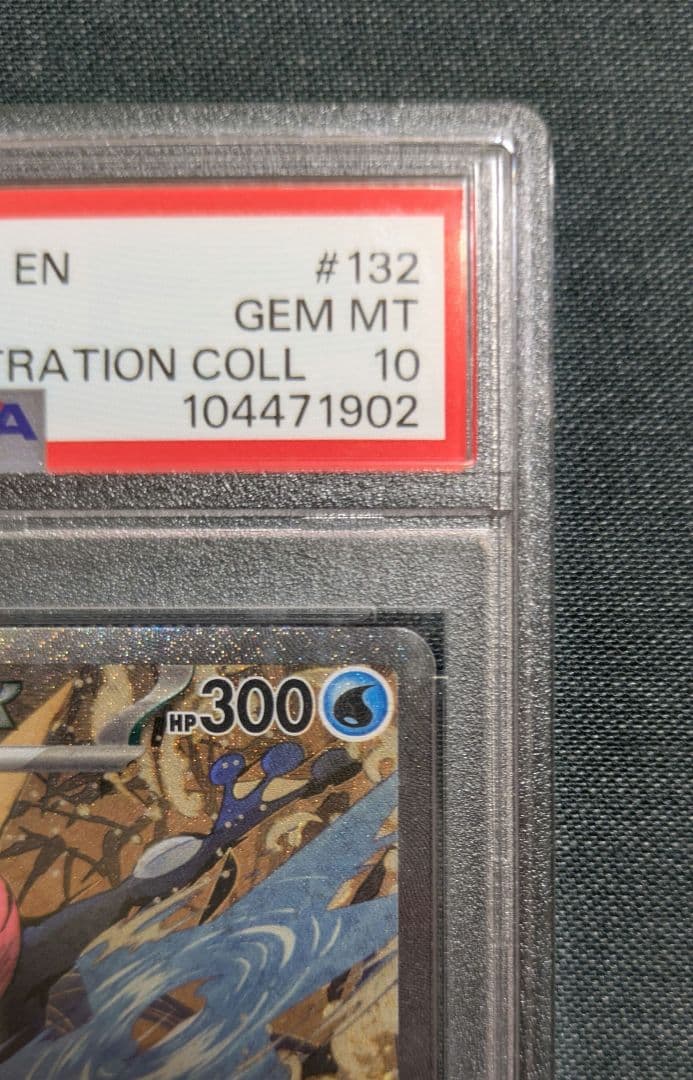 EN #132
GEM MT
TRATION COLL 10
104471902
A
HP300